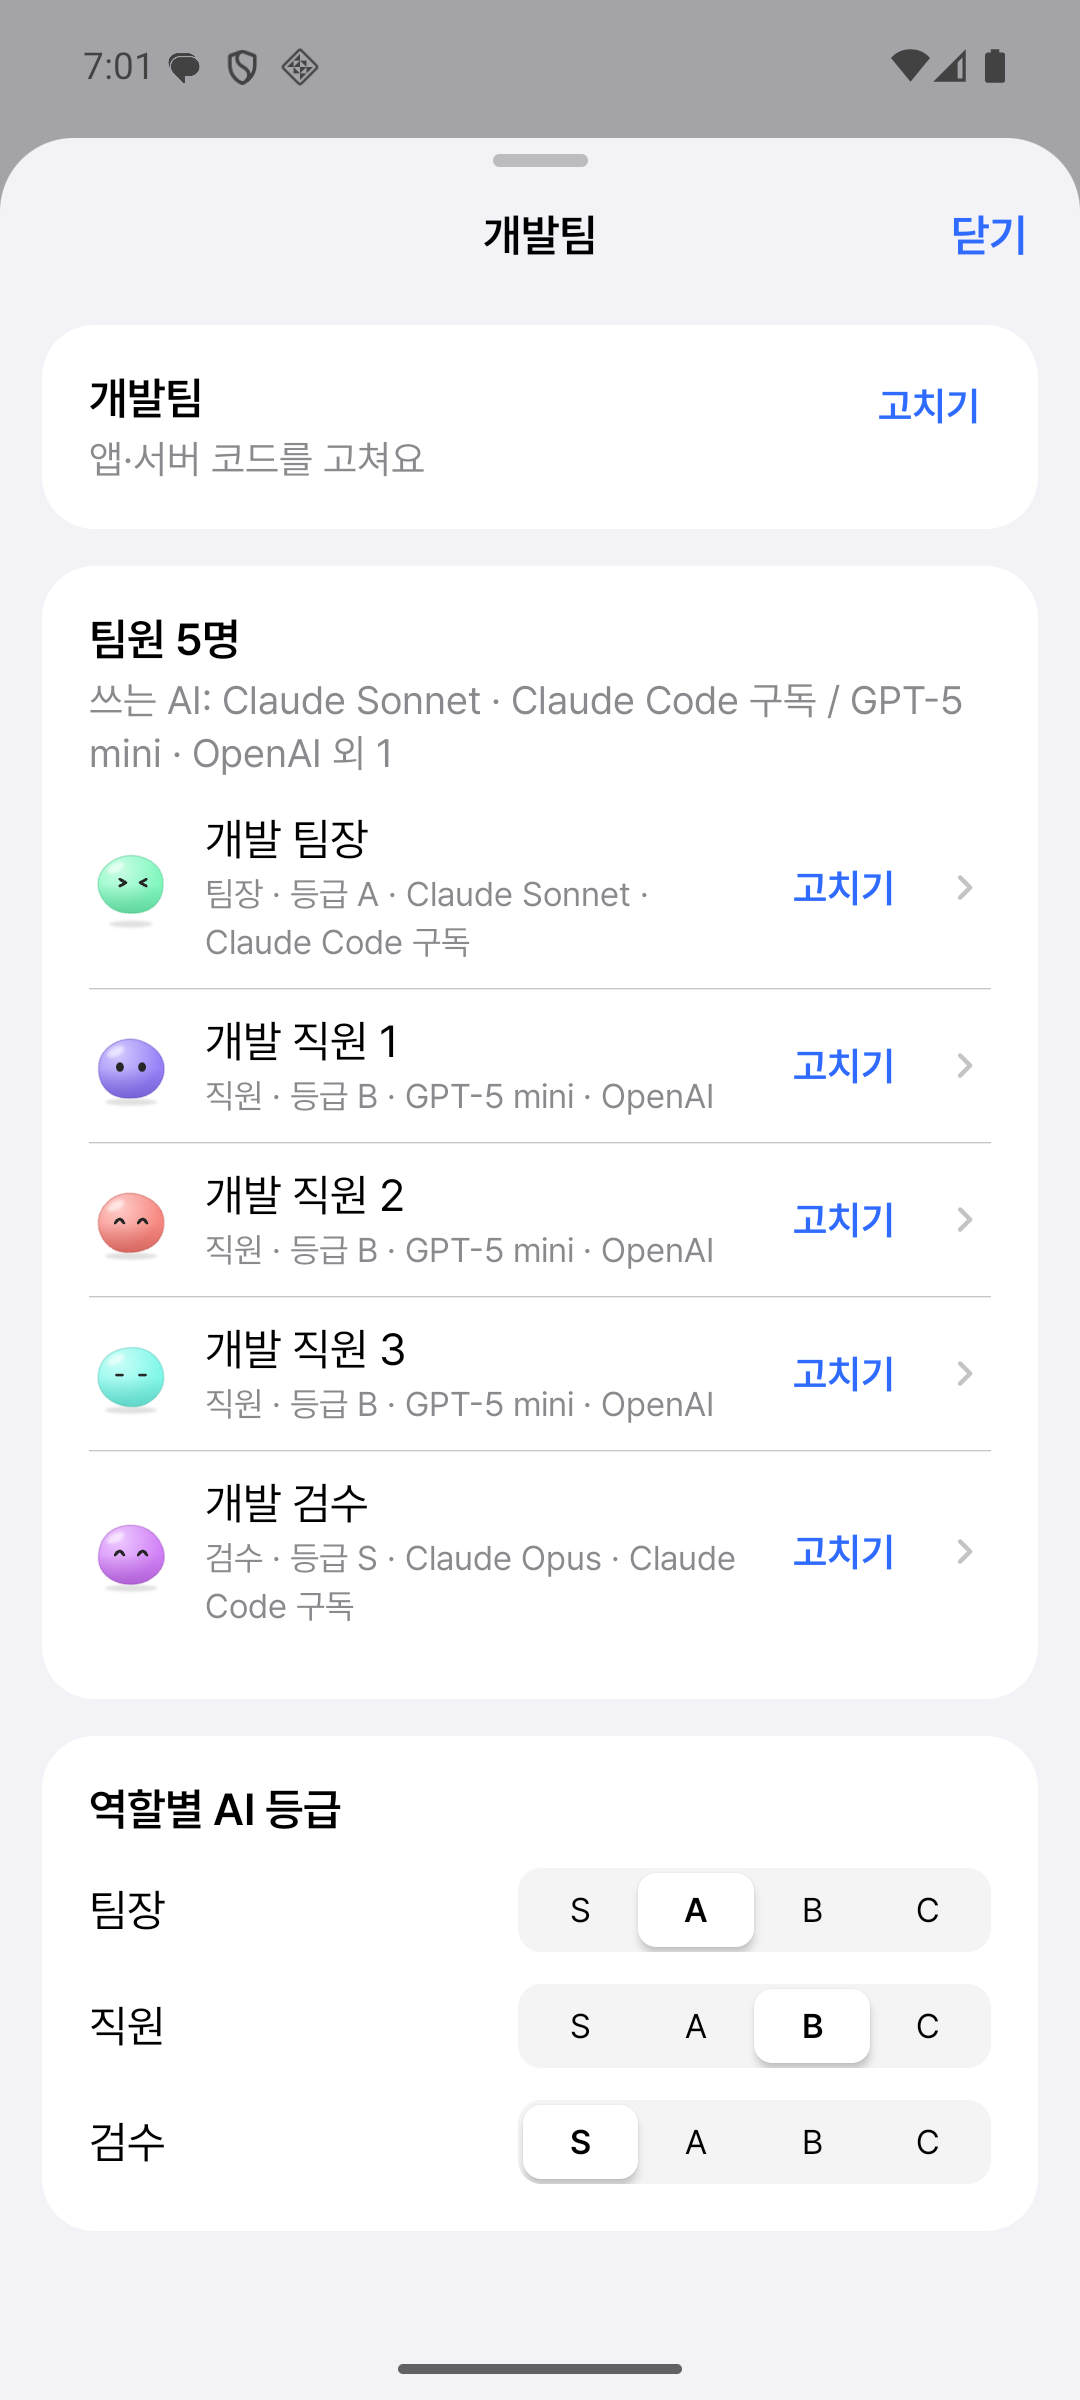 7:01
개발팀
닫기
개발팀
고치기
앱·서버 코드를 고쳐요
팀원 5명
쓰는 AI: Claude Sonnet · Claude Code 구독 / GPT-5
mini · OpenAI 외 1
개발 팀장
팀장 · 등급 A · Claude Sonnet ·
Claude Code 구독
고치기
개발 직원 1
직원 · 등급 B · GPT-5 mini · OpenAI
고치기
개발 직원 2
직원 · 등급 B · GPT-5 mini · OpenAI
고치기
개발 직원 3
직원 · 등급 B · GPT-5 mini · OpenAI
고치기
개발 검수
검수 · 등급 S · Claude Opus · Claude
Code 구독
고치기
역할별 AI 등급
팀장 S A B C
직원 S A B C
검수 S A B C